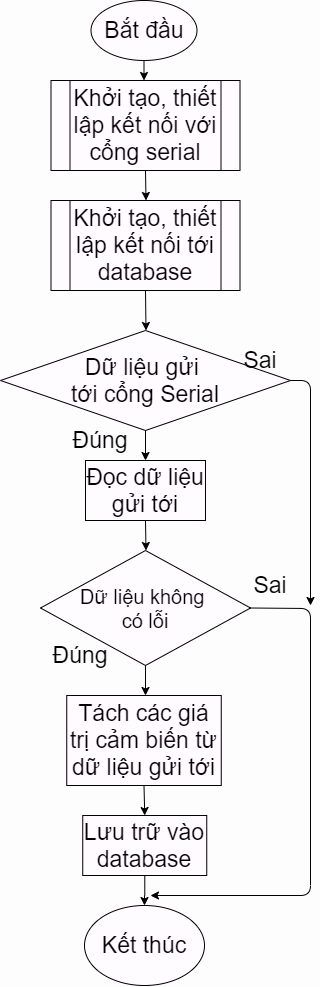 Bắt đầu
Khởi tạo, thiết
lập kết nối với
cổng serial
Khởi tạo, thiết
lập kết nối tới
database
Dữ liệu gửi
tới cổng Serial
Sai
Đúng
Đọc dữ liệu
gửi tới
Dữ liệu không
có lỗi
Sai
Đúng
Tách các giá
trị cảm biến từ
dữ liệu gửi tới
Lưu trữ vào
database
Kết thúc